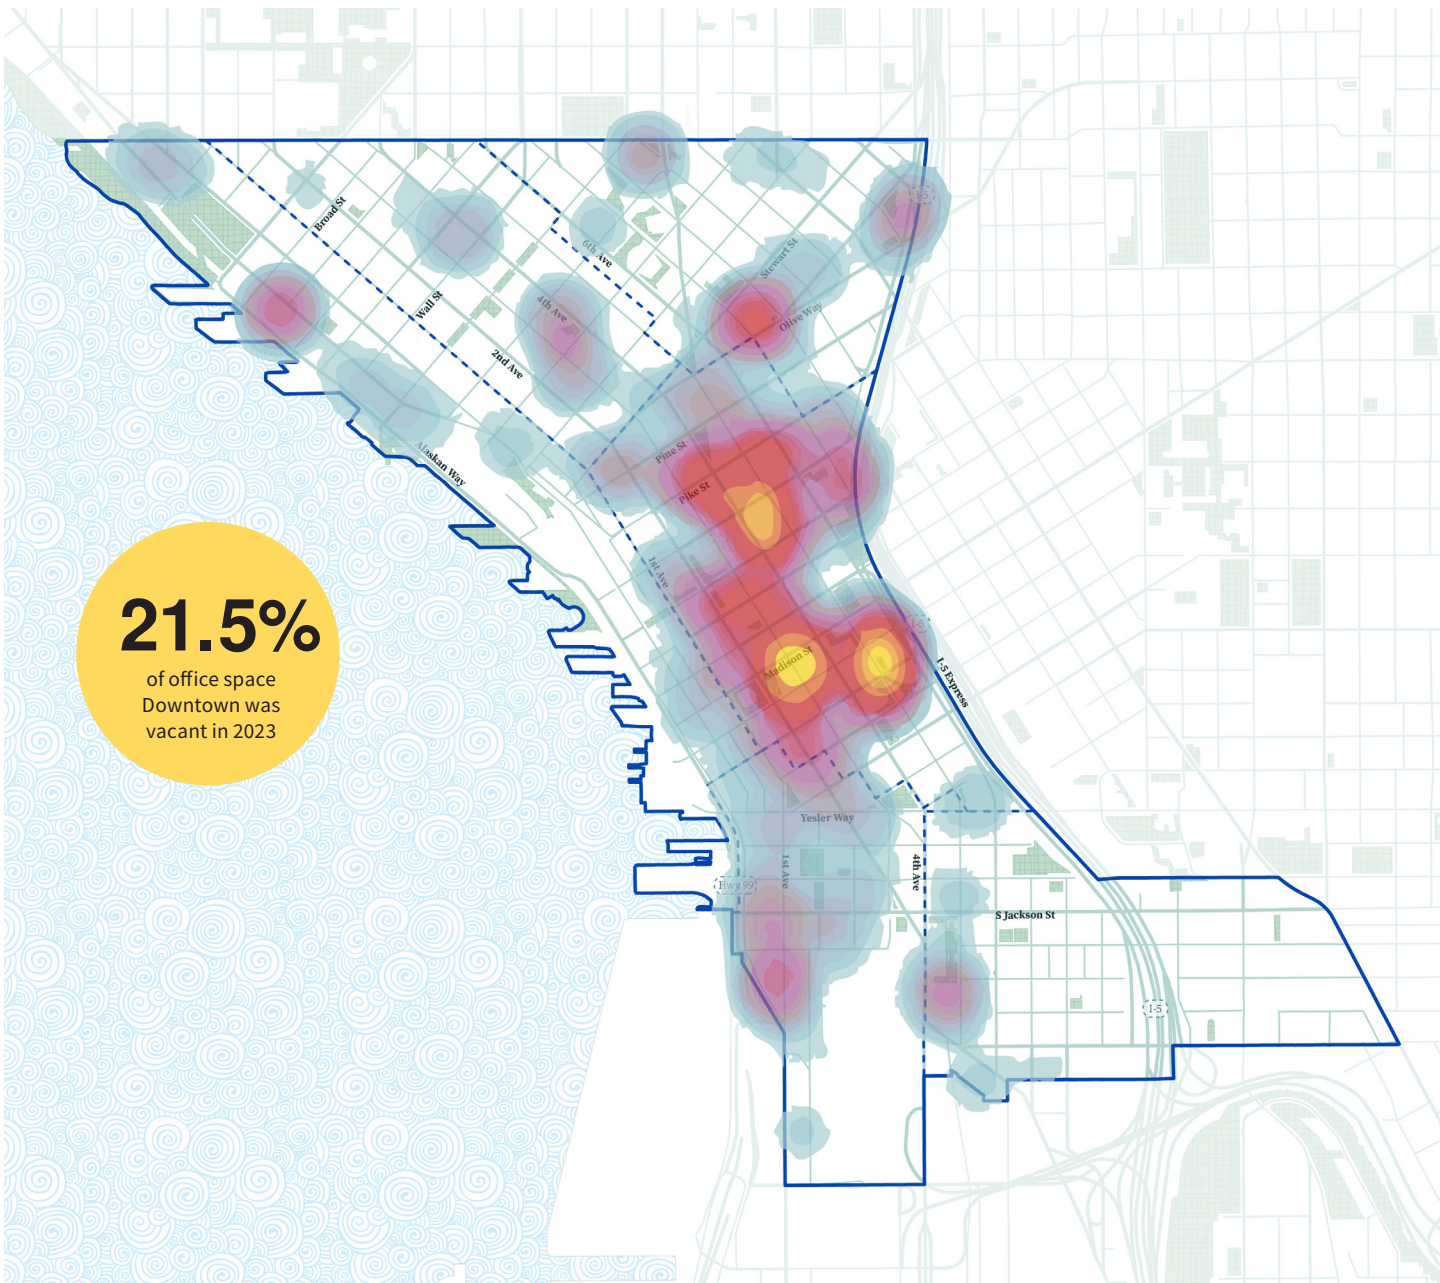 I-5
Broad St
6th Ave
Stewart St
Wall St
4th Ave
Olive Way
2nd Ave
Pine St
Alaskan Way
Pike St
1st Ave
21.5%
of office space
Downtown was
vacant in 2023
I-5
Madison St
I-5 Express
Yesler Way
1st Ave
4th Ave
Hwy 99
S Jackson St
I-5